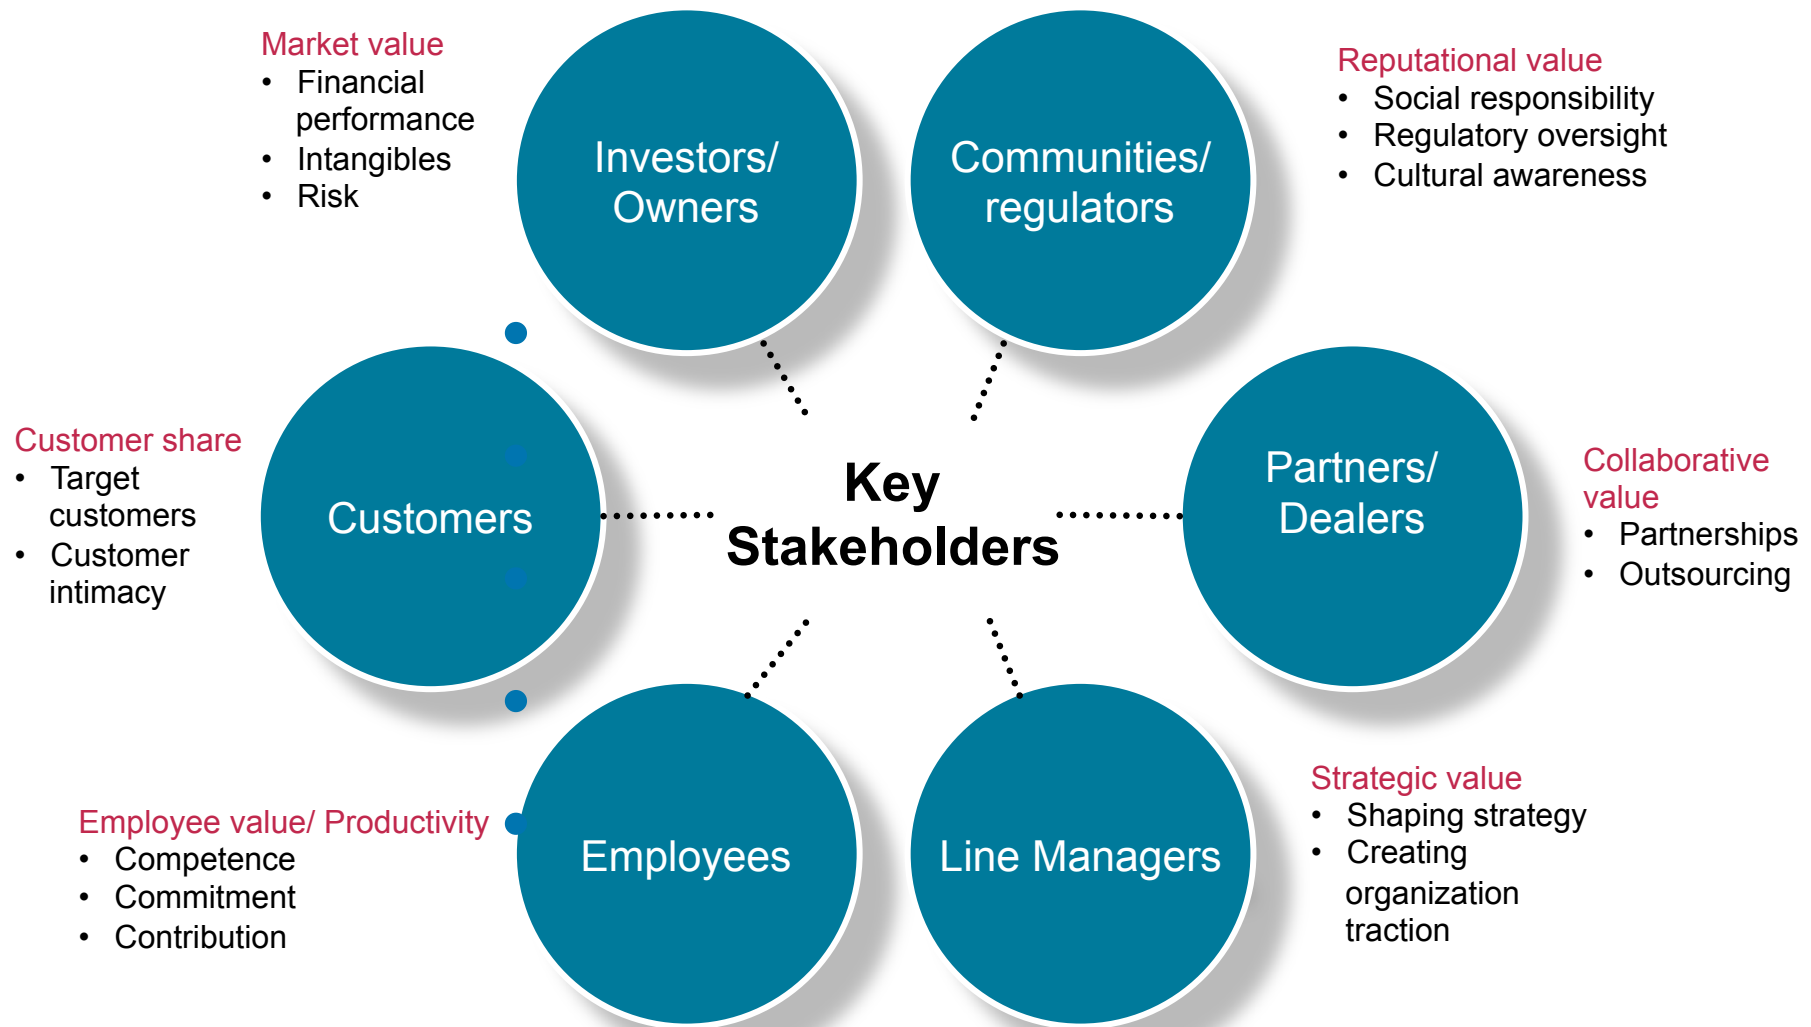 Market value
• Financial
performance
• Intangibles
• Risk
Investors/
Owners
Communities/
regulators
Reputational value
• Social responsibility
• Regulatory oversight
• Cultural awareness
Customer share
• Target
customers
• Customer
intimacy
Customers
Key
Stakeholders
Partners/
Dealers
Collaborative
value
• Partnerships
• Outsourcing
Employee value/ Productivity
• Competence
• Commitment
• Contribution
Employees
Line Managers
Strategic value
• Shaping strategy
• Creating
organization
traction